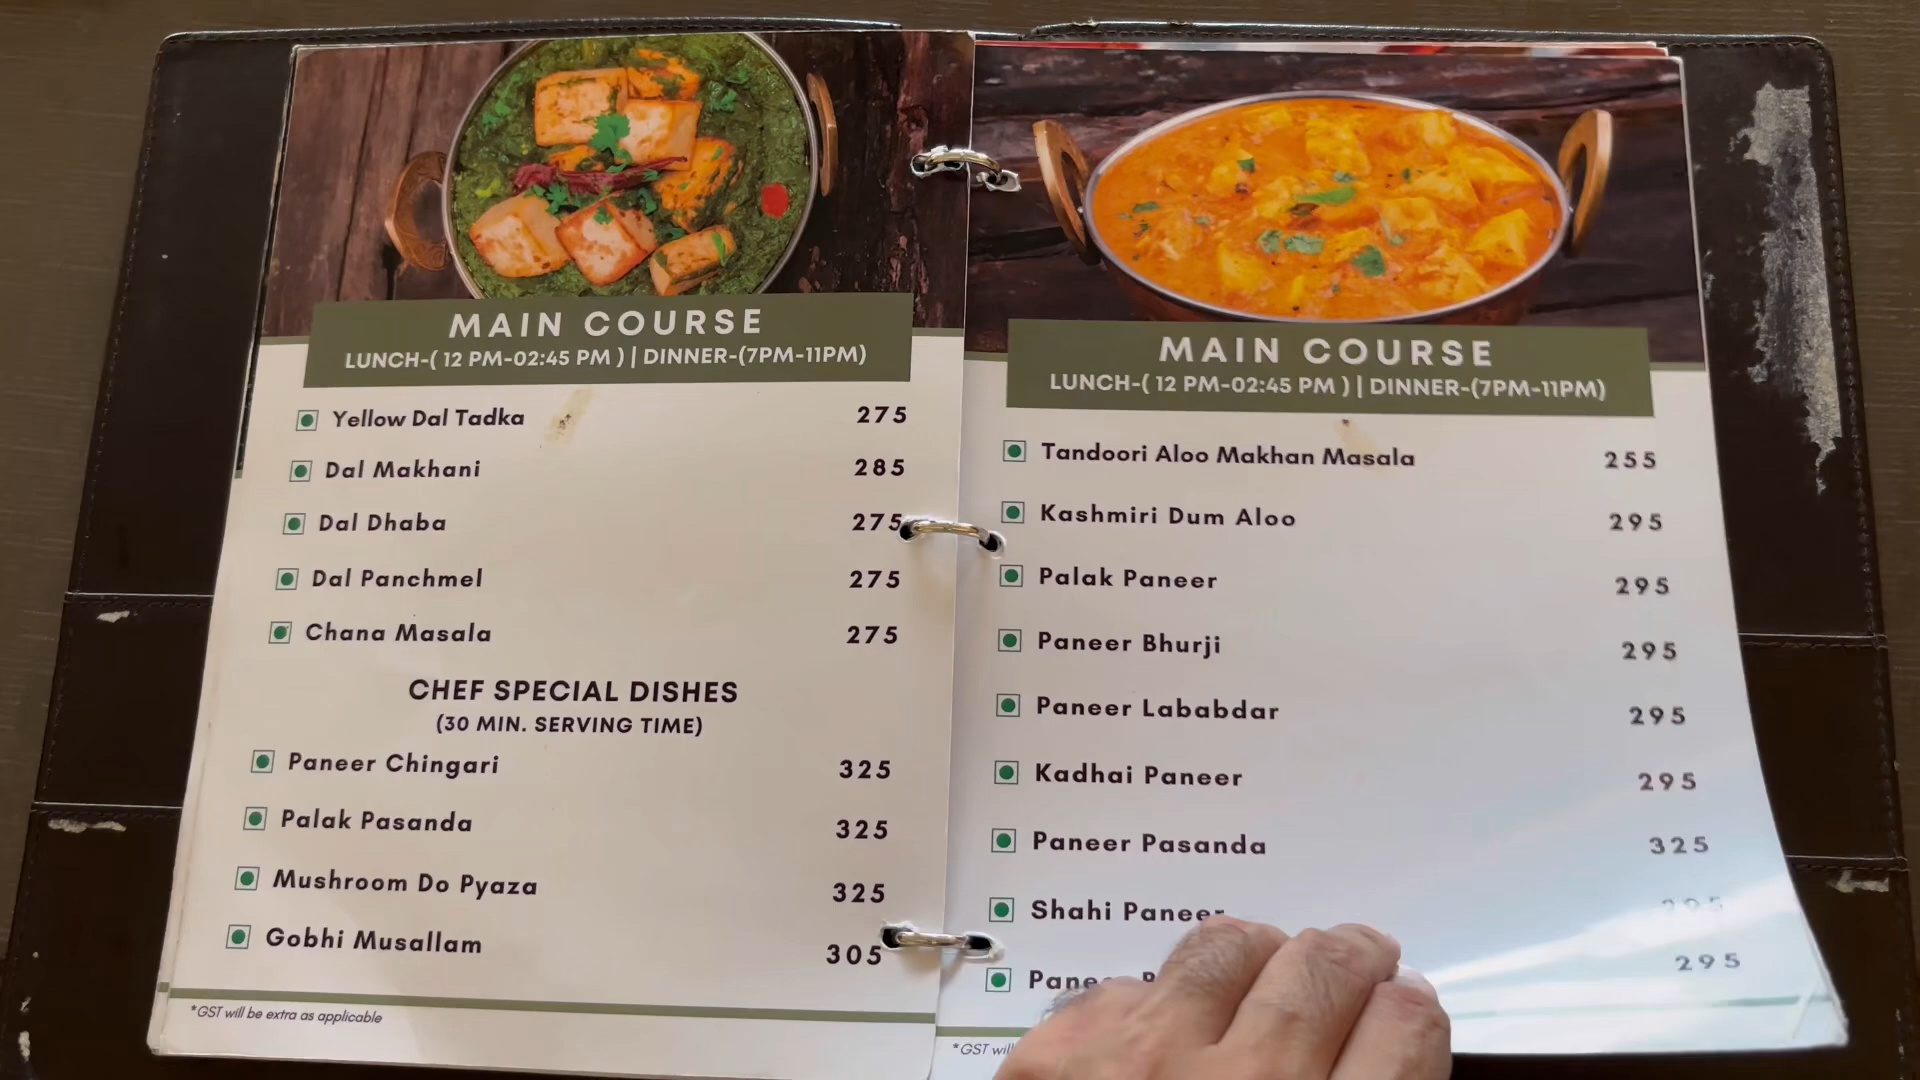 MAIN COURSE
LUNCH-( 12 PM-02:45 PM ) | DINNER-(7PM-11PM)
Yellow Dal Tadka 275
Dal Makhani 285
Dal Dhaba 275
Dal Panchmel 275
Chana Masala 275
CHEF SPECIAL DISHES
(30 MIN. SERVING TIME)
Paneer Chingari 325
Palak Pasanda 325
Mushroom Do Pyaza 325
Gobhi Musallam 305
*GST will be extra as applicable
MAIN COURSE
LUNCH-( 12 PM-02:45 PM ) | DINNER-(7PM-11PM)
Tandoori Aloo Makhan Masala 255
Kashmiri Dum Aloo 295
Palak Paneer 295
Paneer Bhurji 295
Paneer Lababdar 295
Kadhai Paneer 295
Paneer Pasanda 325
Shahi Paneer 295
295
*GST will